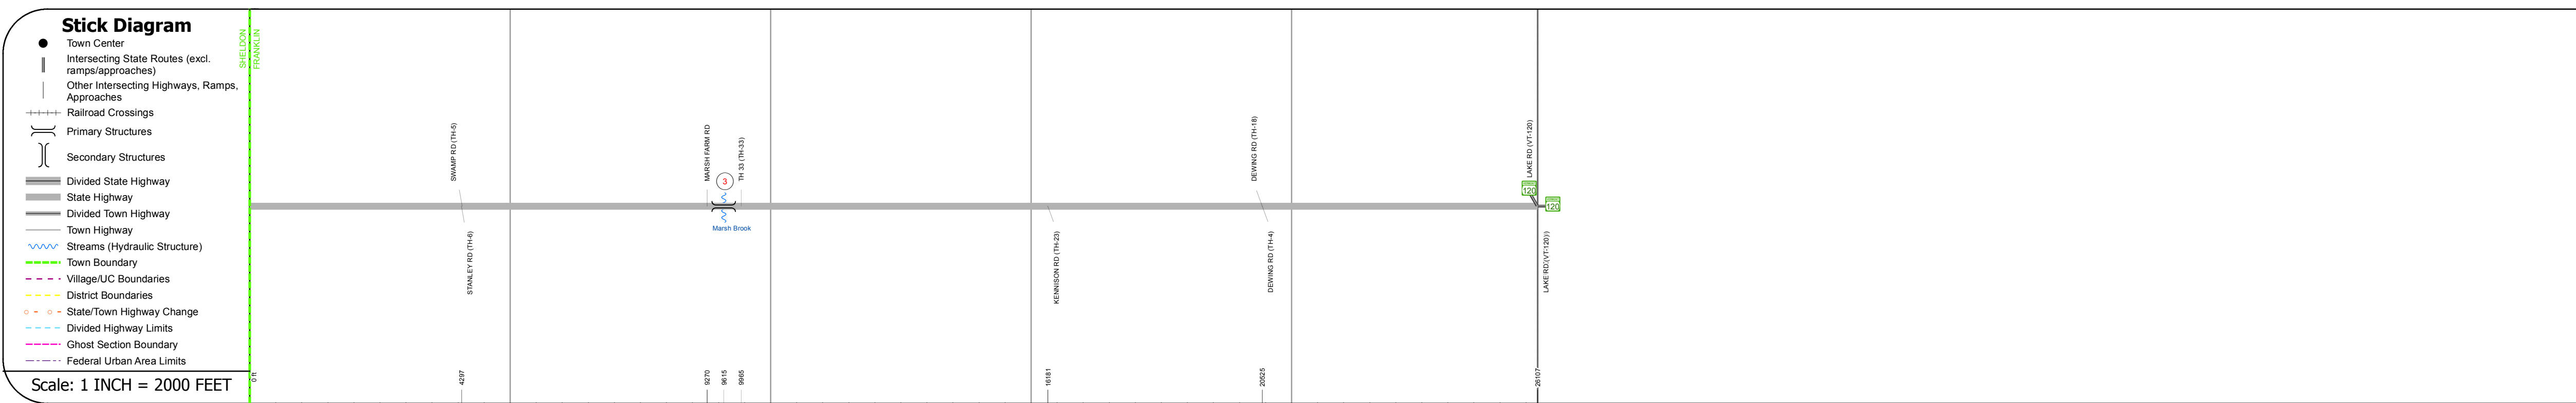 Stick Diagram
Town Center
Intersecting State Routes (excl.
ramps/approaches)
Other Intersecting Highways, Ramps,
Approaches
Railroad Crossings
Primary Structures
Secondary Structures
Divided State Highway
State Highway
Divided Town Highway
Town Highway
Streams (Hydraulic Structure)
Town Boundary
Village/UC Boundaries
District Boundaries
State/Town Highway Change
Divided Highway Limits
Ghost Section Boundary
Federal Urban Area Limits
Scale: 1 INCH = 2000 FEET
SHELDON
FRANKLIN
SWAMP RD (TH-5)
STANLEY RD (TH-6)
MARSH FARM RD
3
TH 33 (TH-33)
Marsh Brook
KENNISON RD (TH-23)
DEWING RD (TH-18)
DEWING RD (TH-4)
LAKE RD (VT-120)
120
120
LAKE RD (VT-120)
0 ft
4297
9270
9615
9965
16181
20525
26107